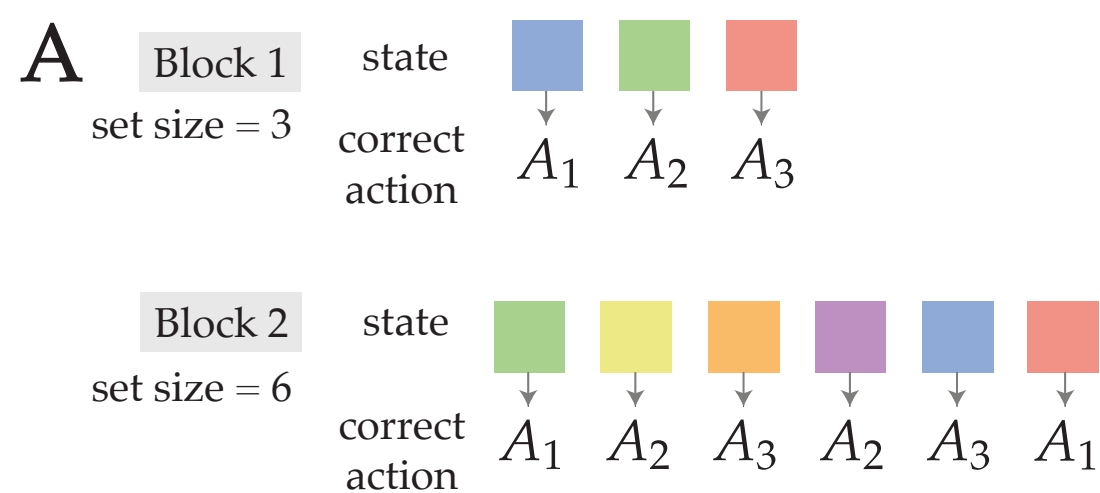 A
Block 1
set size = 3
state
correct
action
A₁ A₂ A₃
Block 2
set size = 6
state
correct
action
A₁ A₂ A₃ A₂ A₃ A₁